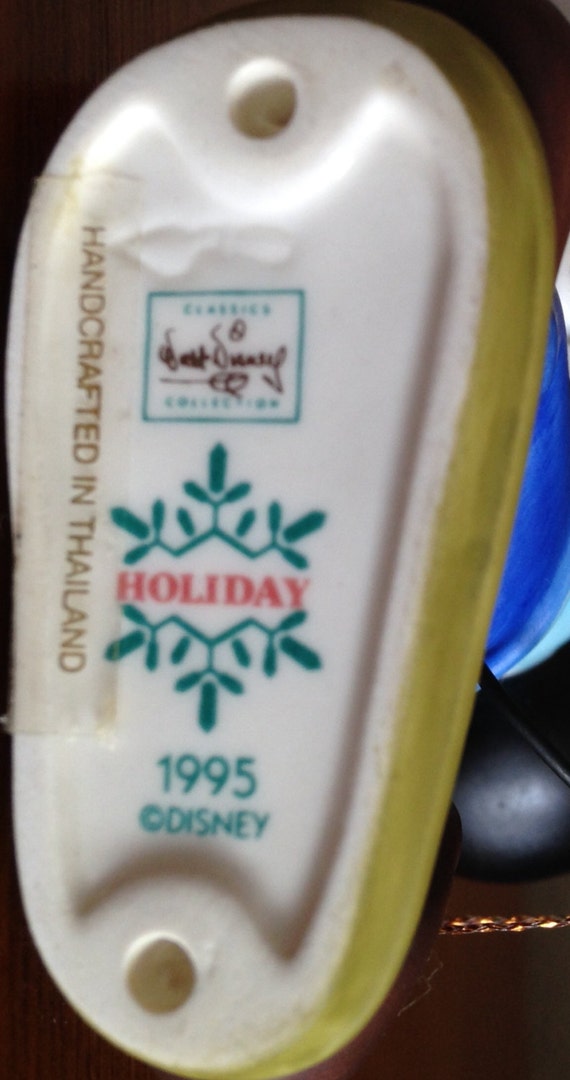 CLASSICS
Walt Disney
COLLECTION
HOLIDAY
1995
©DISNEY
HANDCRAFTED IN THAILAND